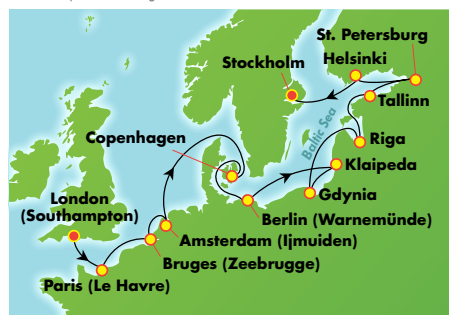 St. Petersburg
Helsinki
Stockholm
Tallinn
Baltic Sea
Copenhagen
Riga
Klaipeda
London
(Southampton)
Gdynia
Berlin (Warnemünde)
Amsterdam (Ijmuiden)
Bruges (Zeebrugge)
Paris (Le Havre)